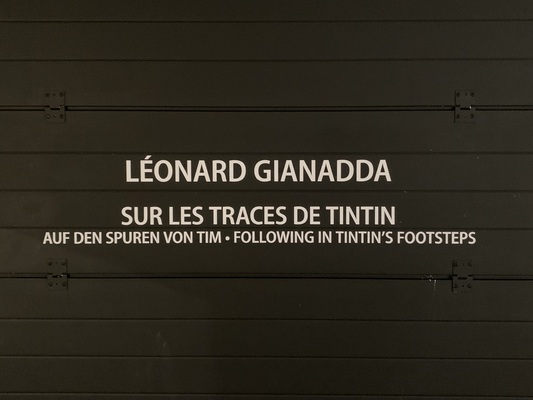 LÉONARD GIANADDA
SUR LES TRACES DE TINTIN
AUF DEN SPUREN VON TIM • FOLLOWING IN TINTIN'S FOOTSTEPS